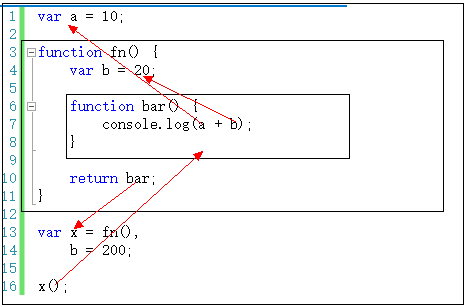 1 var a = 10;
2
3 function fn() {
4     var b = 20;
5
6     function bar() {
7         console.log(a + b);
8     }
9
10     return bar;
11 }
12
13 var x = fn(),
14     b = 200;
15
16 x();